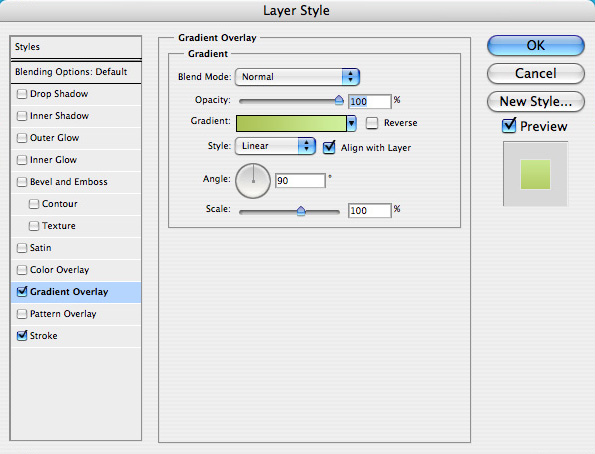 Layer Style
Styles
Blending Options: Default
Drop Shadow
Inner Shadow
Outer Glow
Inner Glow
Bevel and Emboss
Contour
Texture
Satin
Color Overlay
Gradient Overlay
Pattern Overlay
Stroke
Gradient Overlay
Gradient
Blend Mode: Normal
Opacity: 100 %
Gradient: Reverse
Style: Linear Align with Layer
Angle: 90 °
Scale: 100 %
OK
Cancel
New Style...
Preview